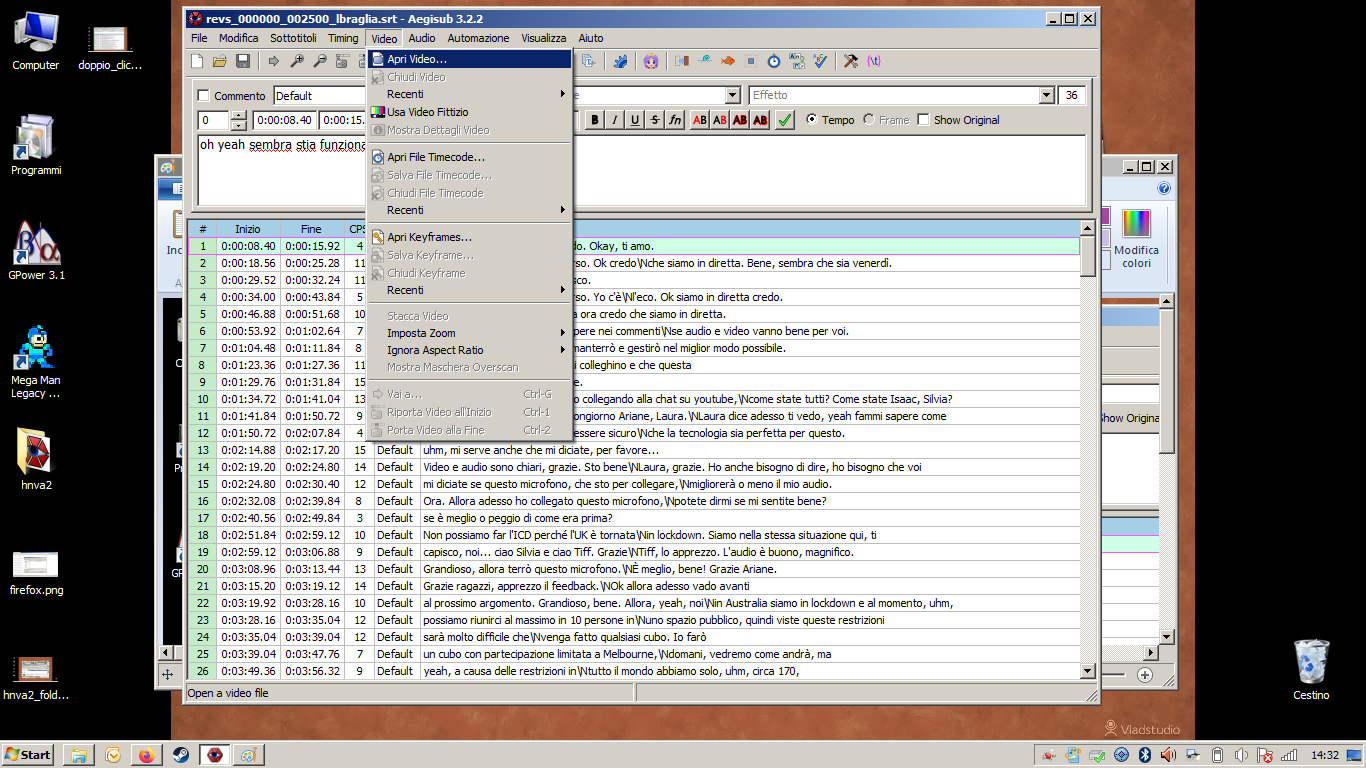 Computer
doppio_clic...
Programmi
GPower 3.1
Mega Man
Legacy ...
hnva2
firefox.png
hnva2_fold...
revs_000000_002500_lbraglia.srt - Aegisub 3.2.2
File Modifica Sottotitoli Timing Video Audio Automazione Visualizza Aiuto
Apri Video...
Chiudi Video
Recenti
Usa Video Fittizio
Mostra Dettagli Video
Apri File Timecode...
Salva File Timecode...
Chiudi File Timecode
Recenti
Apri Keyframes...
Salva Keyframe...
Chiudi Keyframe
Recenti
Stacca Video
Imposta Zoom
Ignora Aspect Ratio
Mostra Maschera Overscan
Vai a... Ctrl-G
Riporta Video all'Inizio Ctrl-1
Porta Video alla Fine Ctrl-2
Commento Default Effetto 36
0 0:00:08.40 0:00:15. B I U S fn AB AB AB AB Tempo Frame Show Original
oh yeah sembra stia funziona
# Inizio Fine CPS
1 0:00:08.40 0:00:15.92 4 do. Okay, ti amo.
2 0:00:18.56 0:00:25.28 11 rso. Ok credo\Nche siamo in diretta. Bene, sembra che sia venerdì.
3 0:00:29.52 0:00:32.24 11 sco.
4 0:00:34.00 0:00:43.84 5 rso. Yo c'è\Nl'eco. Ok siamo in diretta credo.
5 0:00:46.88 0:00:51.68 10 a ora credo che siamo in diretta.
6 0:00:53.92 0:01:02.64 7 pere nei commenti\Nse audio e video vanno bene per voi.
7 0:01:04.48 0:01:11.84 8 manterrò e gestirò nel miglior modo possibile.
8 0:01:23.36 0:01:27.36 11 i colleghino e che questa
9 0:01:29.76 0:01:31.84 15 e.
10 0:01:34.72 0:01:41.04 13 o collegando alla chat su youtube,\Ncome state tutti? Come state Isaac, Silvia?
11 0:01:41.84 0:01:50.72 9 ongiorno Ariane, Laura.\NLaura dice adesso ti vedo, yeah fammi sapere come
12 0:01:50.72 0:02:07.84 4 essere sicuro\Nche la tecnologia sia perfetta per questo.
13 0:02:14.88 0:02:17.20 15 Default uhm, mi serve anche che mi diciate, per favore...
14 0:02:19.20 0:02:24.80 14 Default Video e audio sono chiari, grazie. Sto bene\NLaura, grazie. Ho anche bisogno di dire, ho bisogno che voi
15 0:02:24.80 0:02:30.40 12 Default mi diciate se questo microfono, che sto per collegare,\Nmigliorerà o meno il mio audio.
16 0:02:32.08 0:02:39.84 8 Default Ora. Allora adesso ho collegato questo microfono,\Npotete dirmi se mi sentite bene?
17 0:02:40.56 0:02:49.84 3 Default se è meglio o peggio di come era prima?
18 0:02:51.84 0:02:59.12 10 Default Non possiamo far l'ICD perché l'UK è tornata\Nin lockdown. Siamo nella stessa situazione qui, ti
19 0:02:59.12 0:03:06.88 9 Default capisco, noi... ciao Silvia e ciao Tiff. Grazie\NTiff, lo apprezzo. L'audio è buono, magnifico.
20 0:03:08.96 0:03:13.44 13 Default Grandioso, allora terrò questo microfono.\NÈ meglio, bene! Grazie Ariane.
21 0:03:15.20 0:03:19.12 14 Default Grazie ragazzi, apprezzo il feedback.\NOk allora adesso vado avanti
22 0:03:19.92 0:03:28.16 10 Default al prossimo argomento. Grandioso, bene. Allora, yeah, noi\Nin Australia siamo in lockdown e al momento, uhm,
23 0:03:28.16 0:03:35.04 12 Default possiamo riunirci al massimo in 10 persone in\Nuno spazio pubblico, quindi viste queste restrizioni
24 0:03:35.04 0:03:39.04 12 Default sarà molto difficile che\Nvenga fatto qualsiasi cubo. Io farò
25 0:03:39.04 0:03:47.76 7 Default un cubo con partecipazione limitata a Melbourne,\Ndomani, vedremo come andrà, ma
26 0:03:49.36 0:03:56.32 9 Default yeah, a causa delle restrizioni in\Ntutto il mondo abbiamo solo, uhm, circa 170,
Open a video file
Modifica
colori
Show Origina
Cestino
Vladstudio
Start
14:32